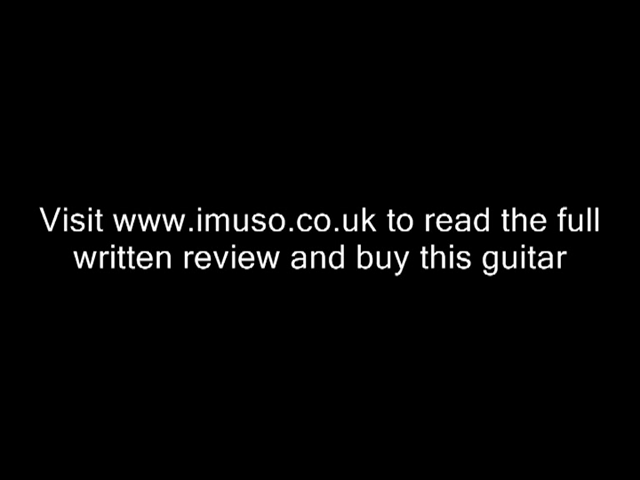 Visit www.imuso.co.uk to read the full
written review and buy this guitar